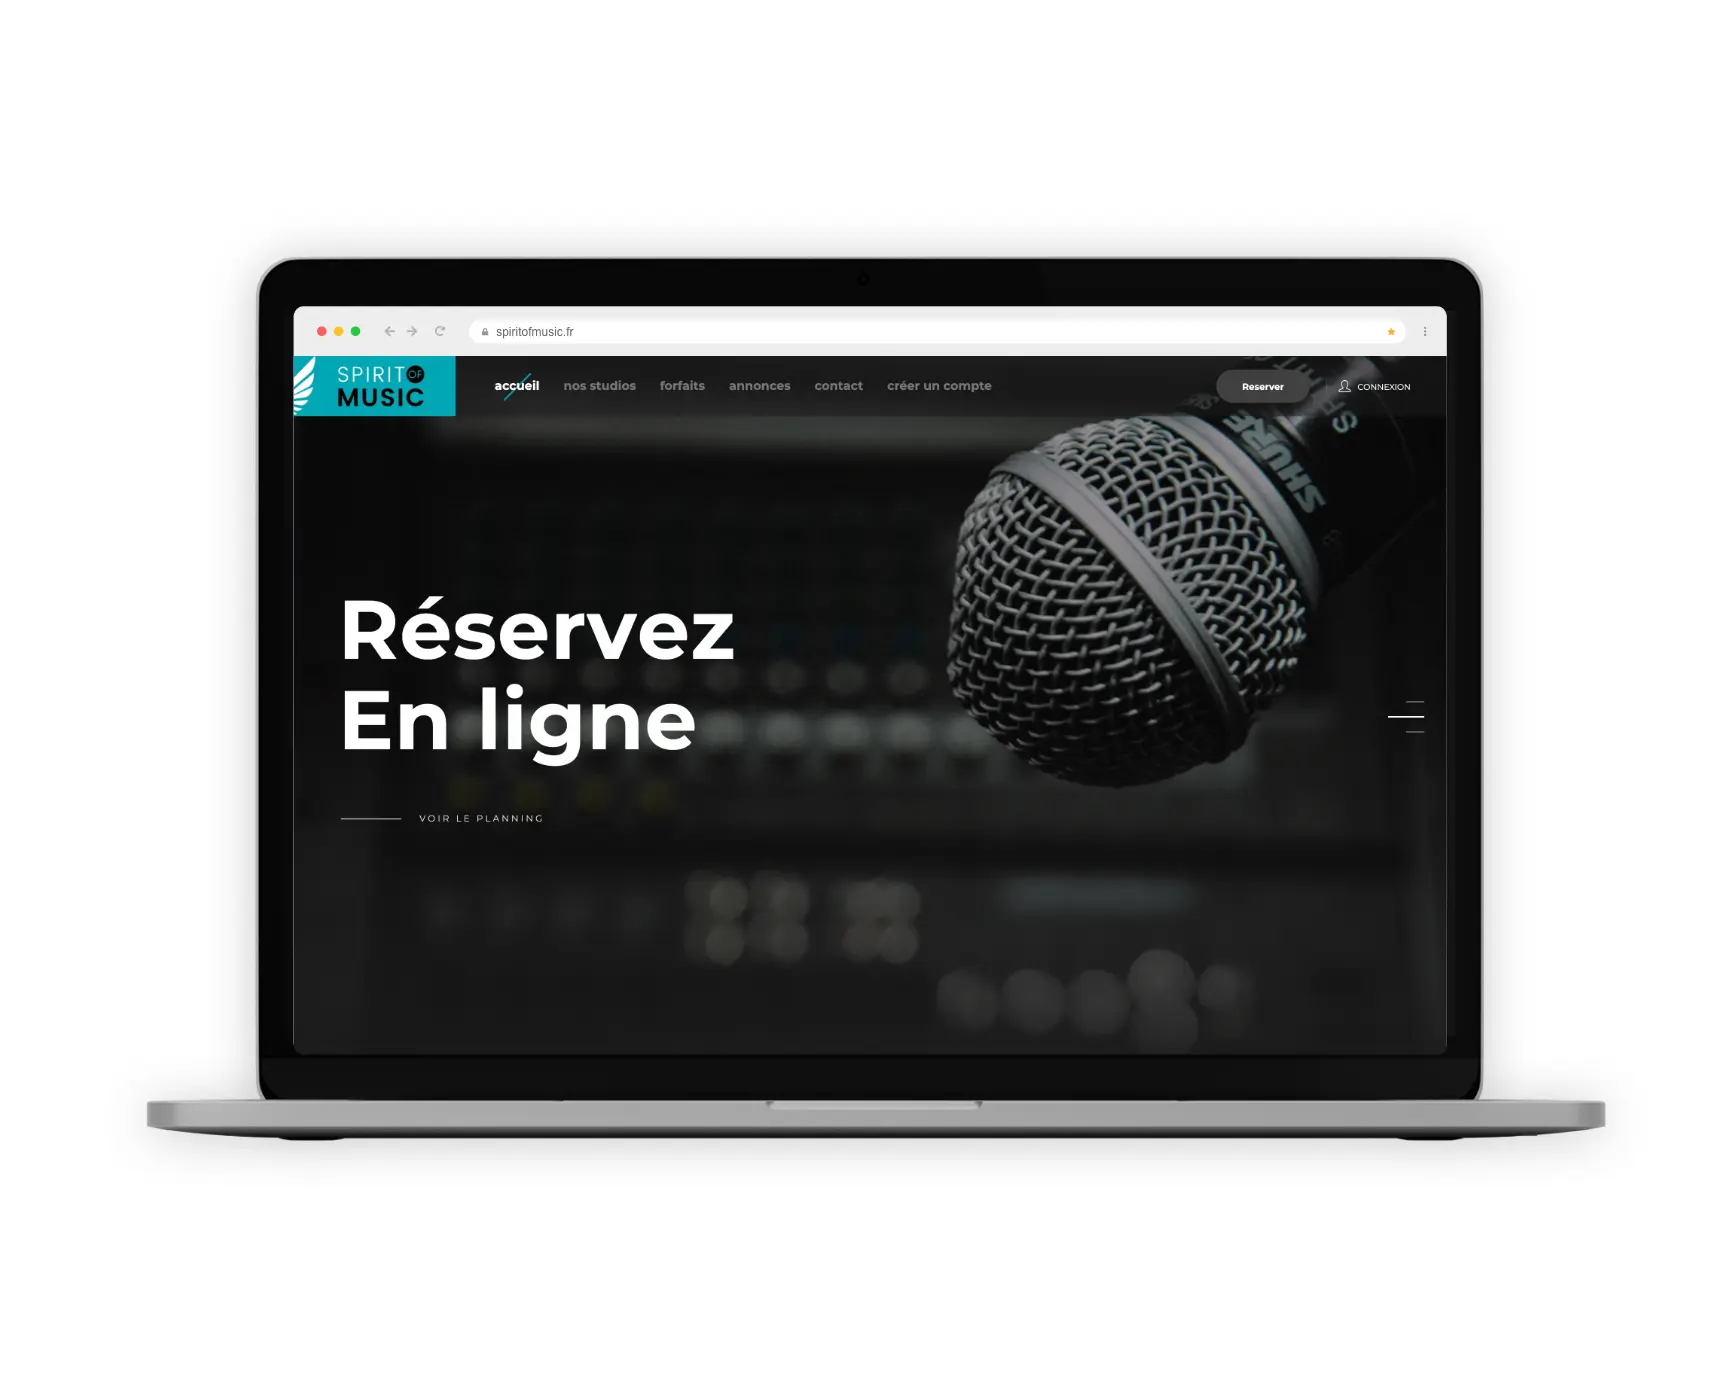 spiritofmusic.fr
SPIRIT OF
MUSIC
accueil nos studios forfaits annonces contact créer un compte Reserver CONNEXION
SHURE
Réservez
En ligne
VOIR LE PLANNING